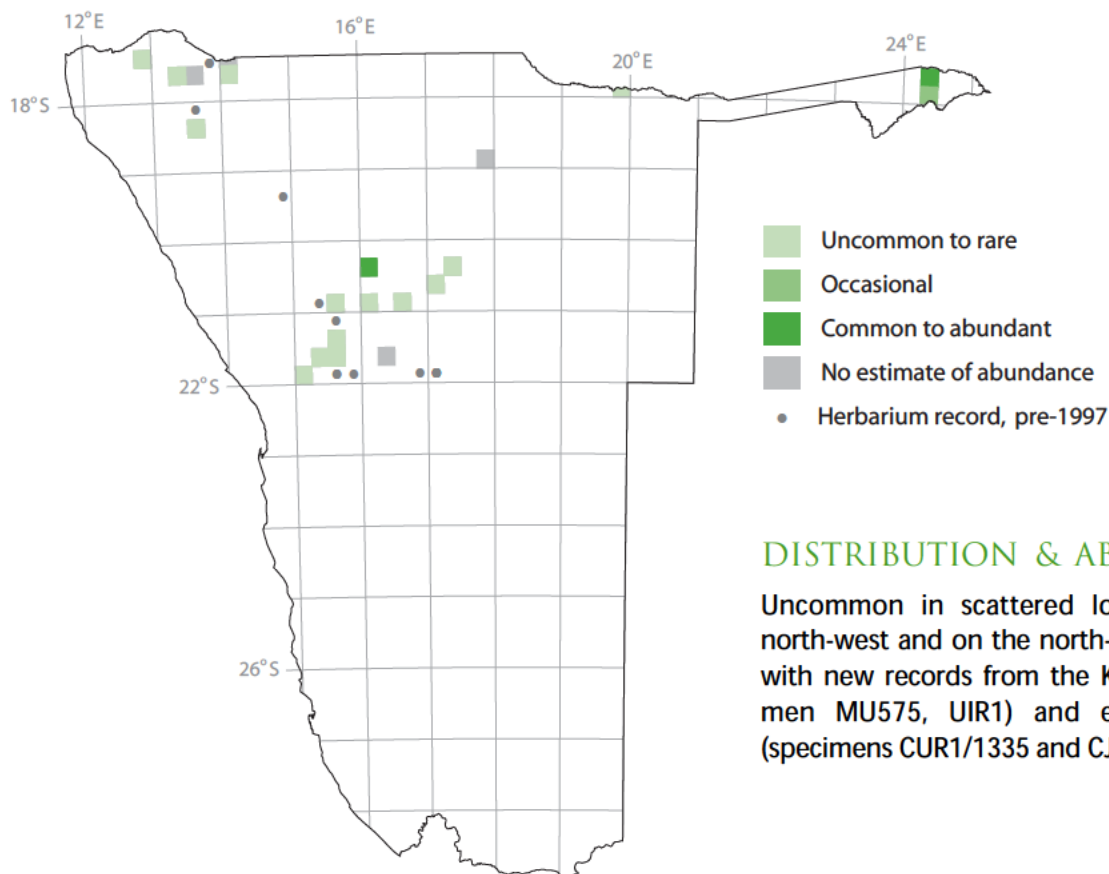 12°E
16°E
20°E
24°E
18°S
22°S
26°S
Uncommon to rare
Occasional
Common to abundant
No estimate of abundance
Herbarium record, pre-1997
DISTRIBUTION & AB
Uncommon in scattered lo
north-west and on the north-
with new records from the K
men MU575, UIR1) and e
(specimens CUR1/1335 and CJ